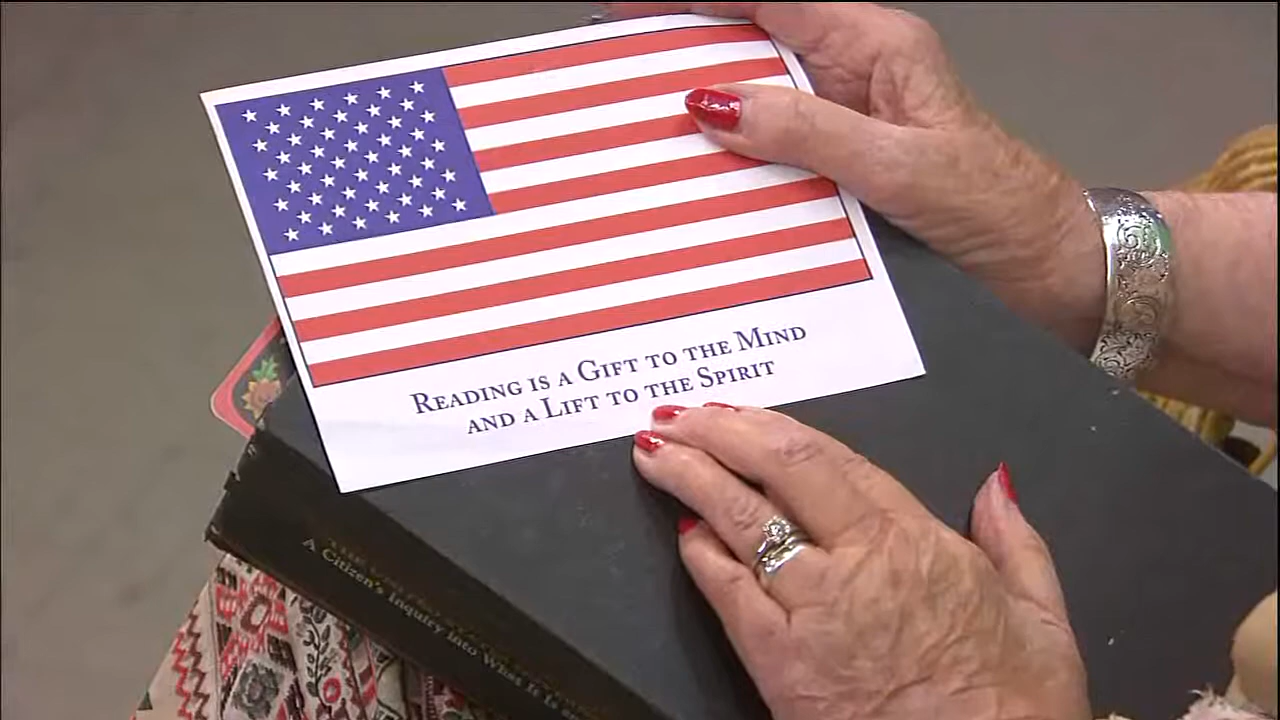 Reading is a Gift to the Mind
and a Lift to the Spirit
A Citizen's Inquiry into What It Is